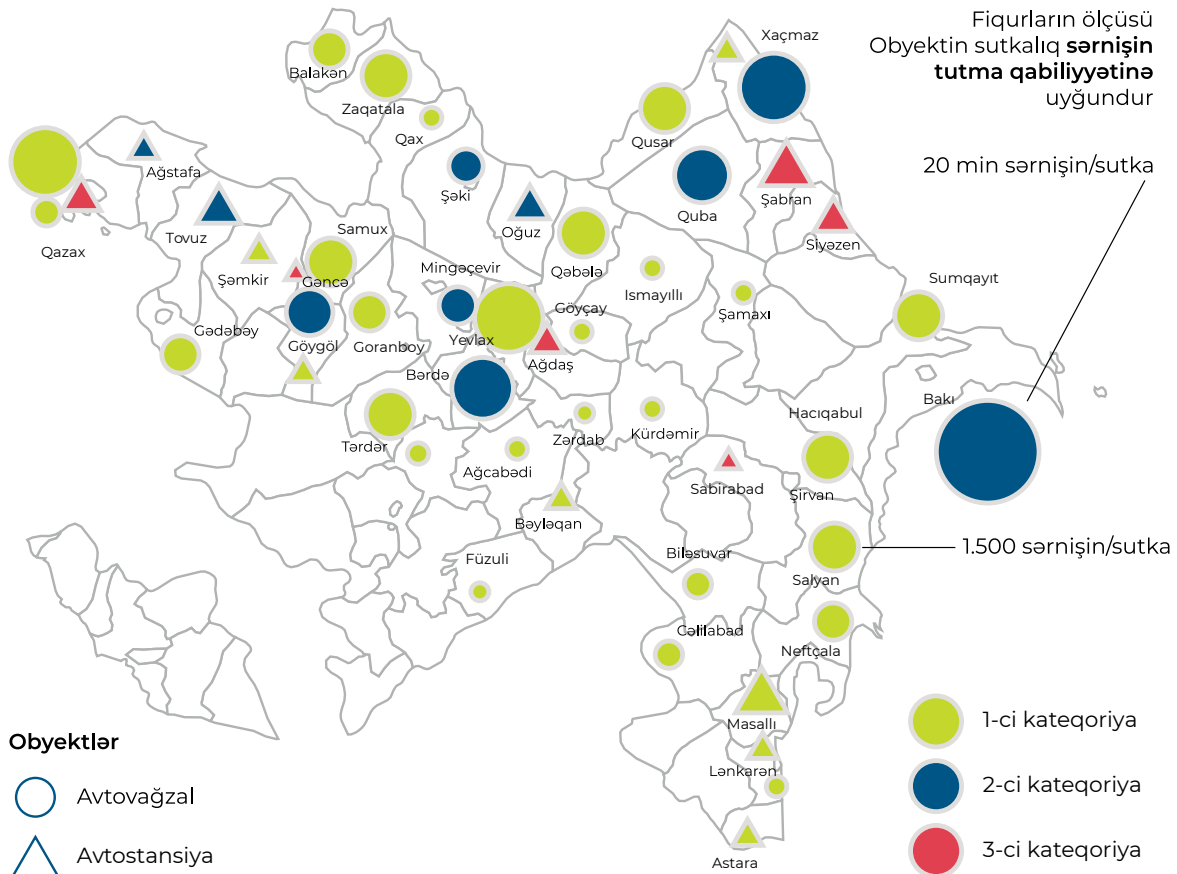 Fiqurların ölçüsü
Obyektin sutkalıq sərnişin
tutma qabiliyyətinə
uyğundur
20 min sərnişin/sutka
1.500 sərnişin/sutka
Xaçmaz
Balakən
Zaqatala
Qax
Qusar
Ağstafa
Şəki
Quba
Şabran
Siyəzən
Qazax
Tovuz
Oğuz
Samux
Şəmkir
Gəncə
Mingəçevir
Qəbələ
İsmayıllı
Sumqayıt
Göyçay
Şamaxı
Gədəbəy
Göygöl
Goranboy
Yevlax
Ağdaş
Bərdə
Bakı
Hacıqabul
Tərdər
Zərdab
Kürdəmir
Ağcabədi
Sabirabad
Şirvan
Bəyləqan
Füzuli
Biləsuvar
Salyan
Cəlilabad
Neftçala
Masallı
Lənkarən
Astara
Obyektlər
Avtovağzal
Avtostansiya
1-ci kateqoriya
2-ci kateqoriya
3-ci kateqoriya